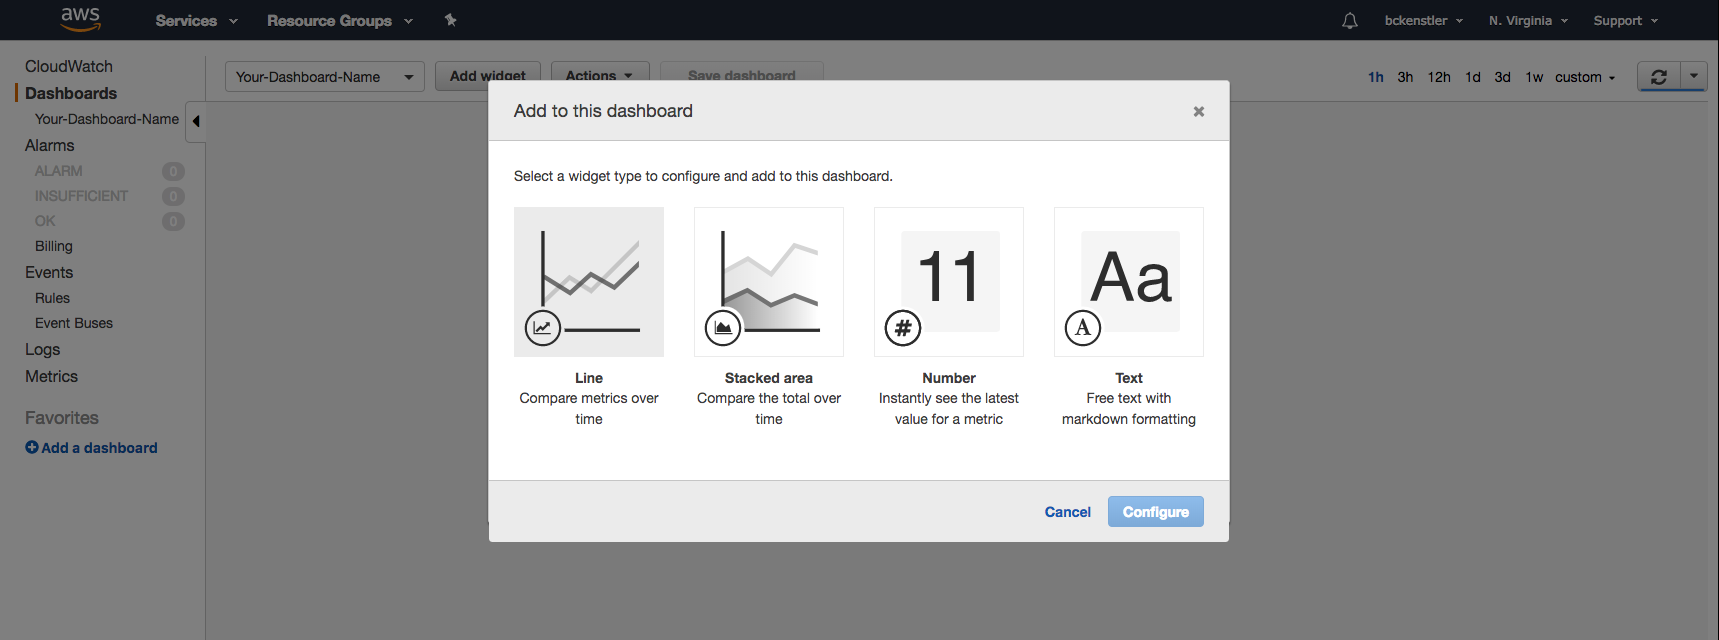 aws Services Resource Groups bckenstler N. Virginia Support
CloudWatch
Dashboards
Your-Dashboard-Name
Alarms
ALARM 0
INSUFFICIENT 0
OK 0
Billing
Events
Rules
Event Buses
Logs
Metrics
Favorites
Add a dashboard
Your-Dashboard-Name Add widget Actions Save dashboard 1h 3h 12h 1d 3d 1w custom
Add to this dashboard
Select a widget type to configure and add to this dashboard.
11 Aa
# A
Line
Compare metrics over
time
Stacked area
Compare the total over
time
Number
Instantly see the latest
value for a metric
Text
Free text with
markdown formatting
Cancel Configure